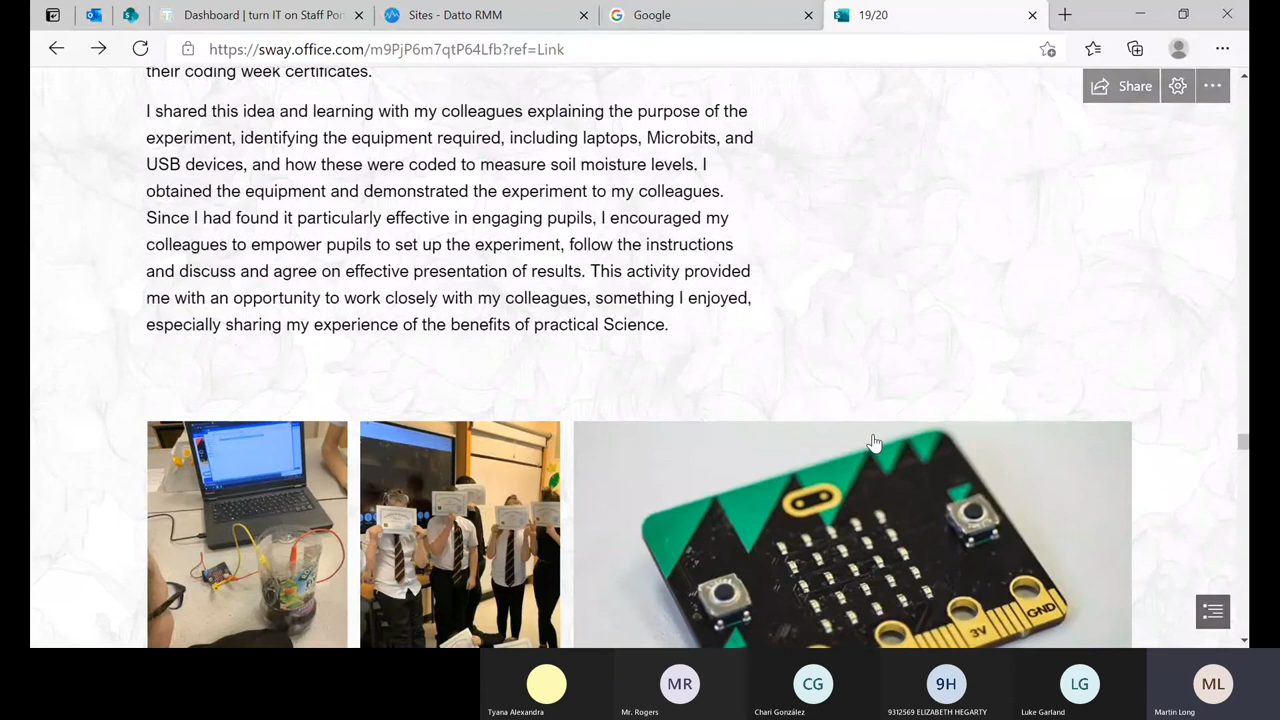 Dashboard | turn IT on Staff Por
Sites - Datto RMM
Google
19/20
https://sway.office.com/m9PjP6m7qtP64Lfb?ref=Link
their coding week certificates.
Share
I shared this idea and learning with my colleagues explaining the purpose of the
experiment, identifying the equipment required, including laptops, Microbits, and
USB devices, and how these were coded to measure soil moisture levels. I
obtained the equipment and demonstrated the experiment to my colleagues.
Since I had found it particularly effective in engaging pupils, I encouraged my
colleagues to empower pupils to set up the experiment, follow the instructions
and discuss and agree on effective presentation of results. This activity provided
me with an opportunity to work closely with my colleagues, something I enjoyed,
especially sharing my experience of the benefits of practical Science.
3V
GND
MR
CG
9H
LG
ML
Tyana Alexandra
Mr. Rogers
Chari González
9312569 ELIZABETH HEGARTY
Luke Garland
Martin Long